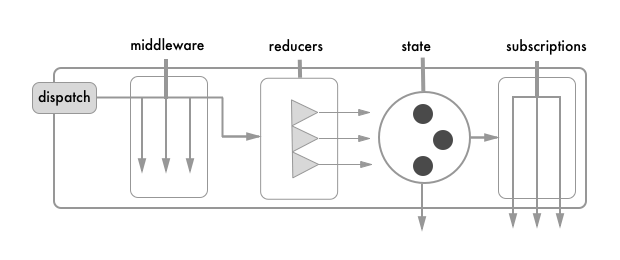 middleware
reducers
state
subscriptions
dispatch